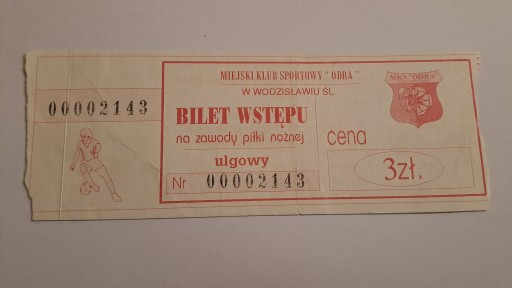 00002143
MIEJSKI KLUB SPORTOWY "ODRA"
W WODZISŁAWIU ŚL.
BILET WSTĘPU
na zawody piłki nożnej
ulgowy
Nr 00002143
MKS "ODRA"
cena
3zł.